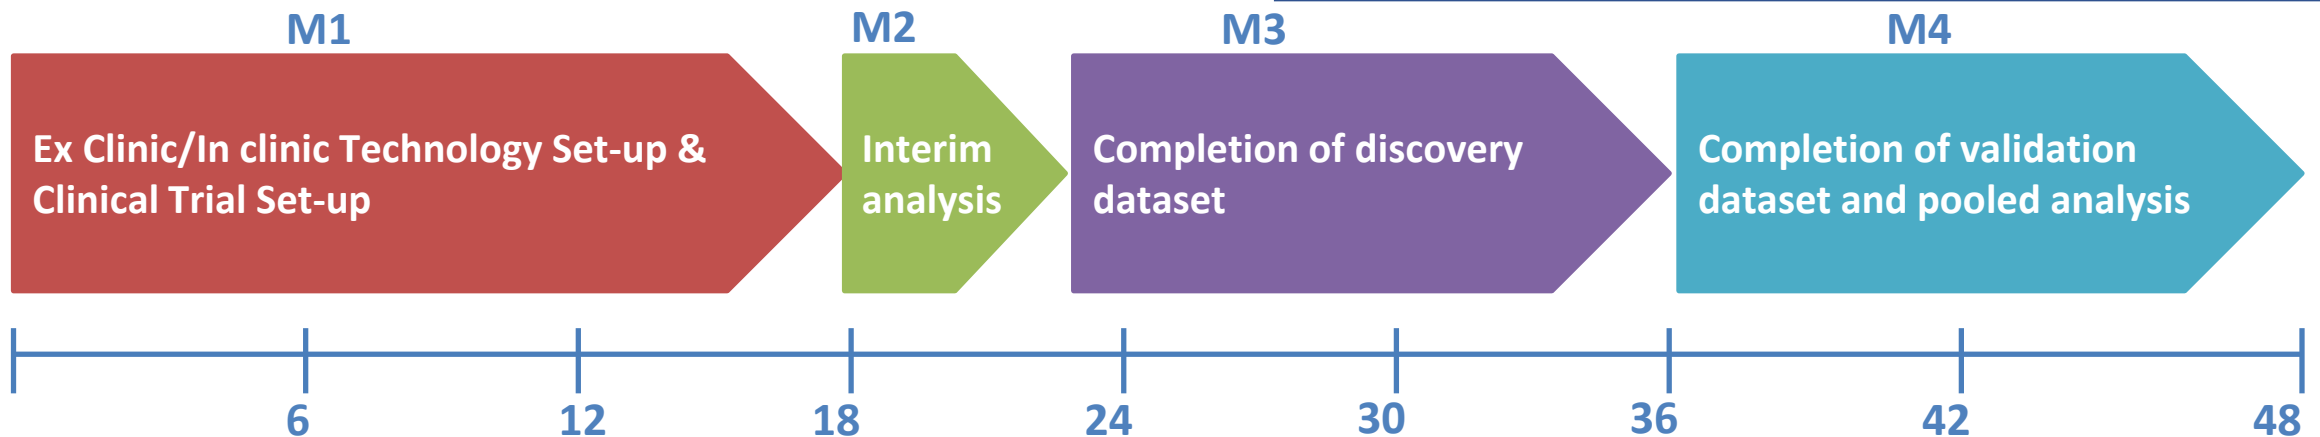 M1
M2
M3
M4
Ex Clinic/In clinic Technology Set-up &
Clinical Trial Set-up
Interim
analysis
Completion of discovery
dataset
Completion of validation
dataset and pooled analysis
6
12
18
24
30
36
42
48